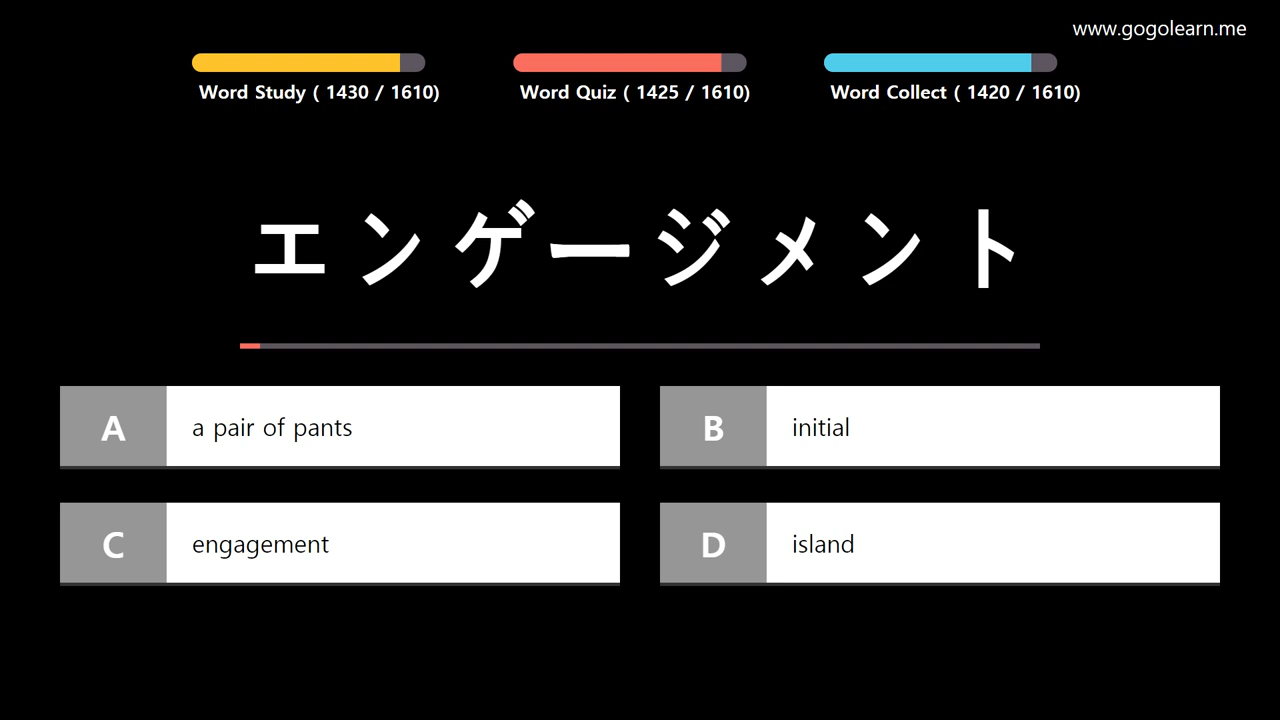 www.gogolearn.me
Word Study ( 1430 / 1610)
Word Quiz ( 1425 / 1610)
Word Collect ( 1420 / 1610)
エンゲージメント
A a pair of pants
B initial
C engagement
D island